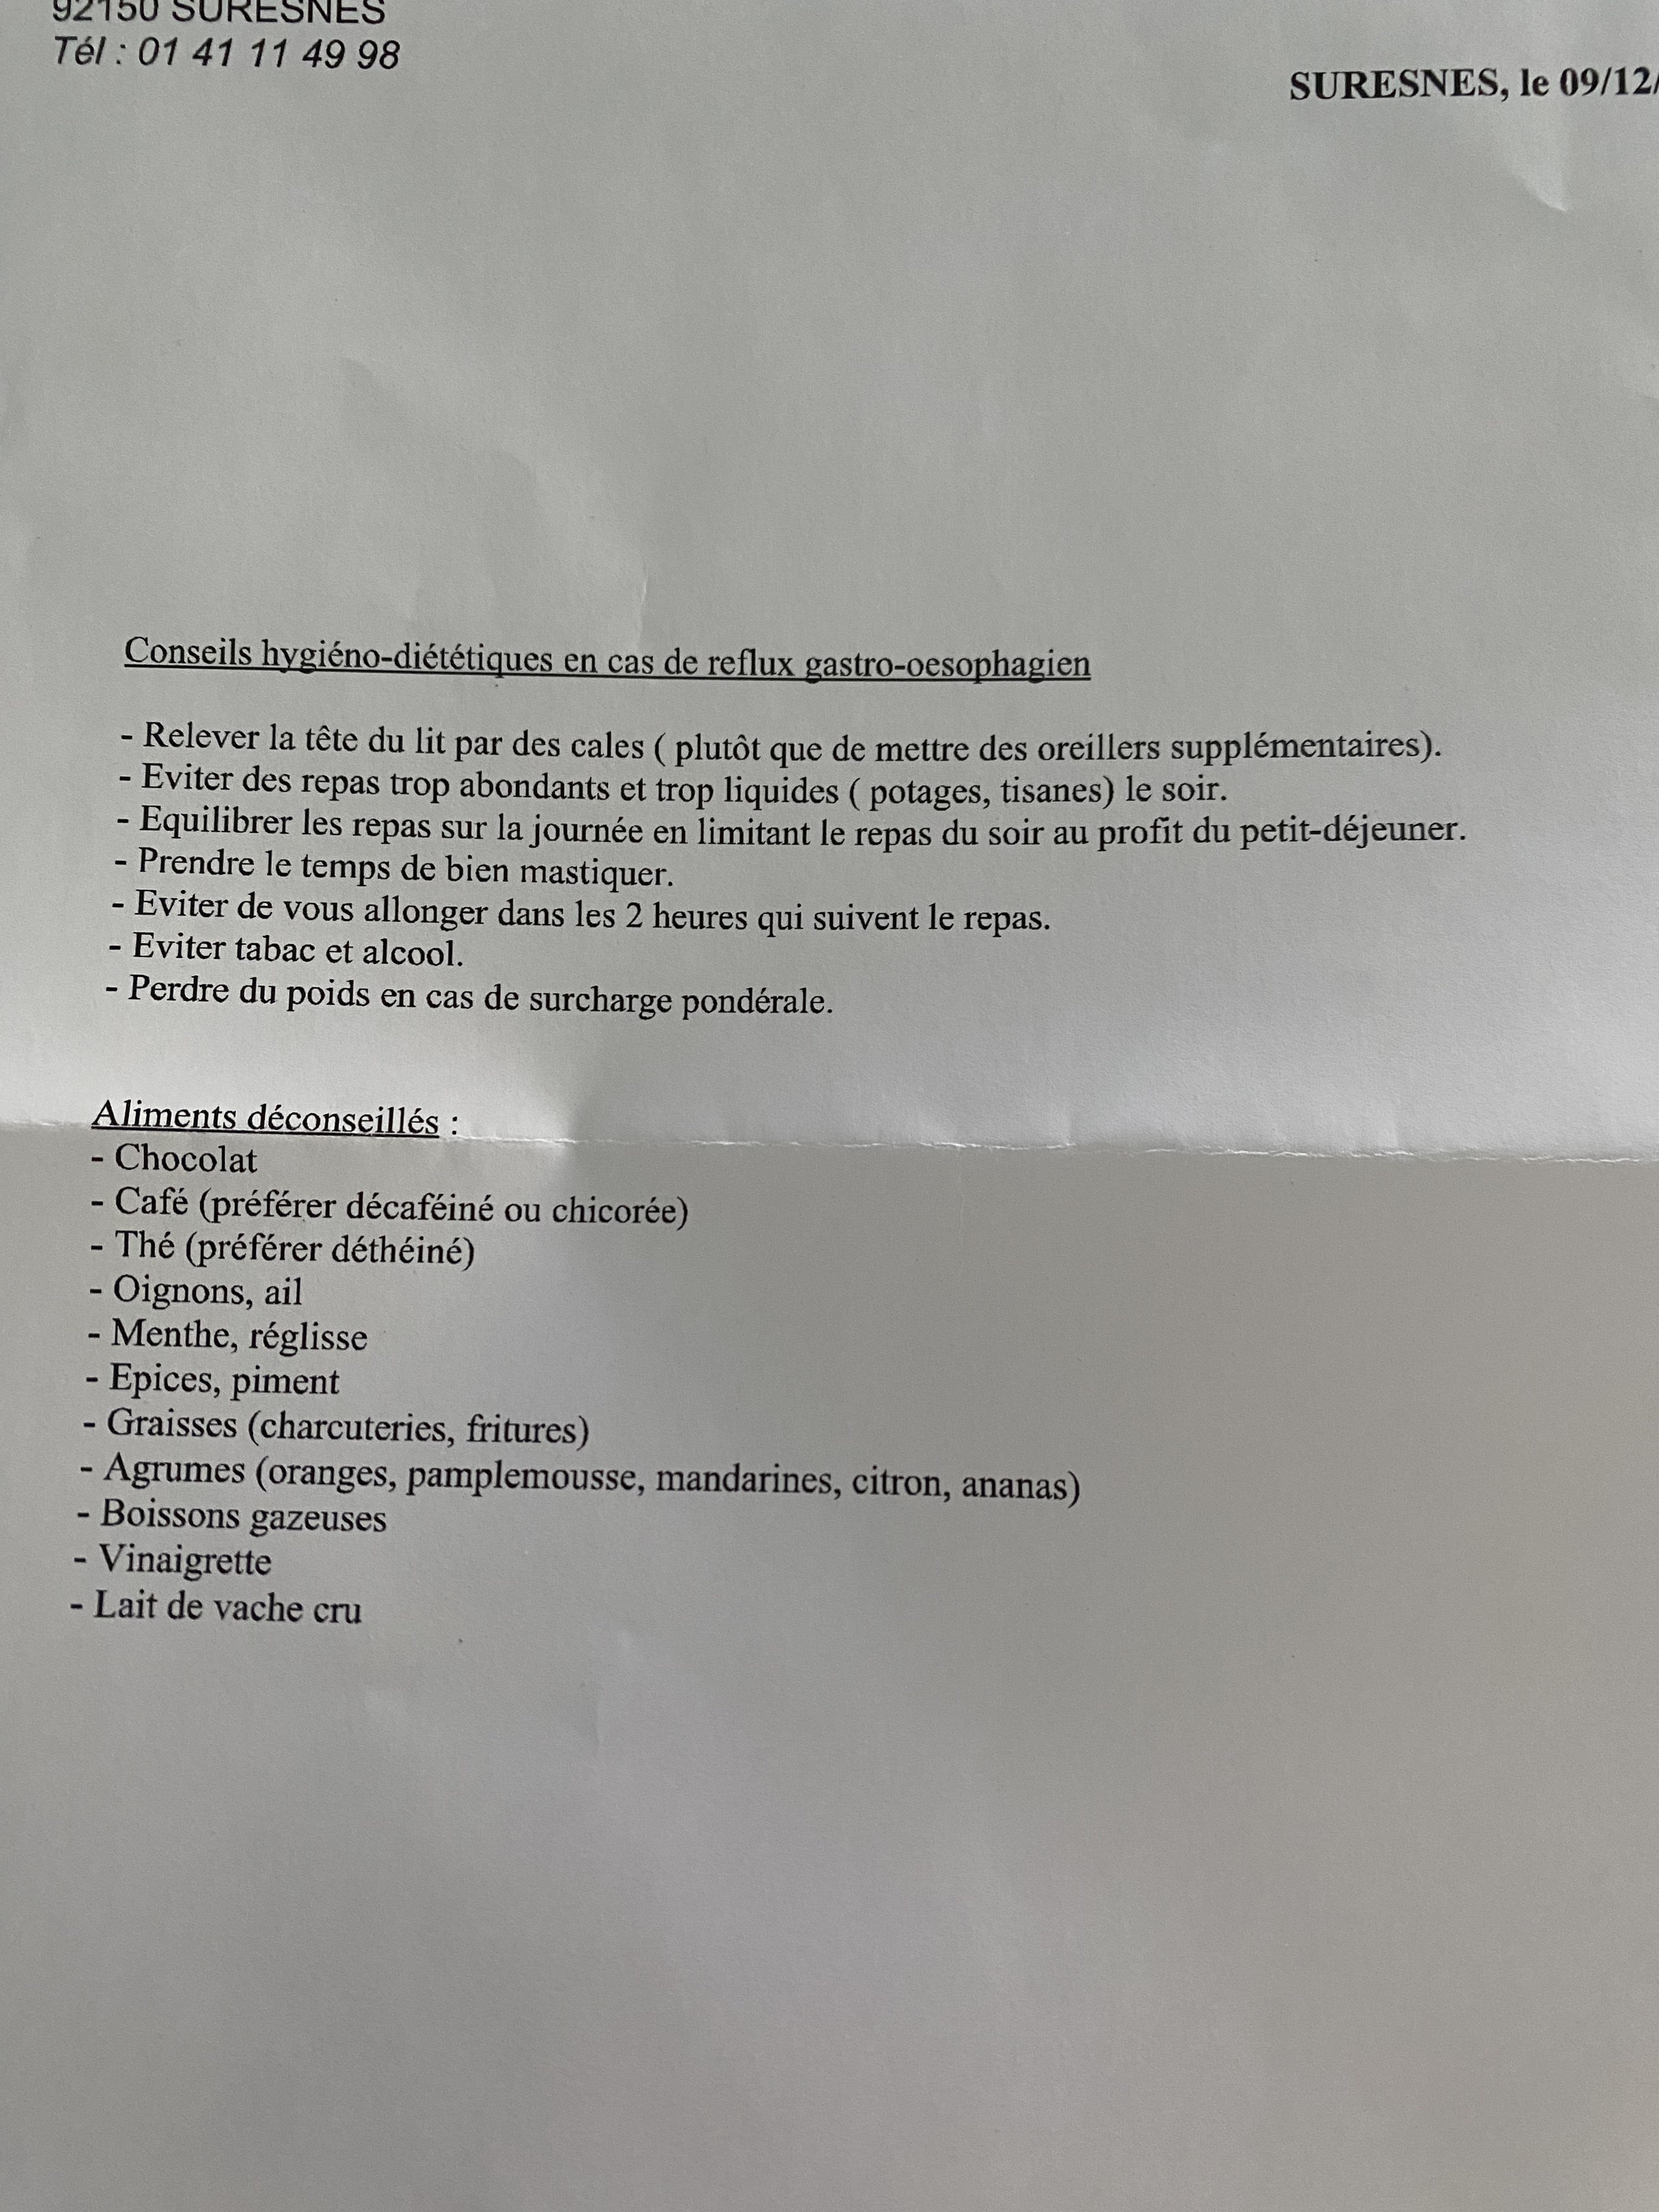 92150 SURESNES
Tél : 01 41 11 49 98
SURESNES, le 09/12/
Conseils hygiéno-diététiques en cas de reflux gastro-oesophagien
- Relever la tête du lit par des cales ( plutôt que de mettre des oreillers supplémentaires).
- Eviter des repas trop abondants et trop liquides ( potages, tisanes) le soir.
- Equilibrer les repas sur la journée en limitant le repas du soir au profit du petit-déjeuner.
- Prendre le temps de bien mastiquer.
- Eviter de vous allonger dans les 2 heures qui suivent le repas.
- Eviter tabac et alcool.
- Perdre du poids en cas de surcharge pondérale.
Aliments déconseillés :
- Chocolat
- Café (préférer décaféiné ou chicorée)
- Thé (préférer déthéiné)
- Oignons, ail
- Menthe, réglisse
- Epices, piment
- Graisses (charcuteries, fritures)
- Agrumes (oranges, pamplemousse, mandarines, citron, ananas)
- Boissons gazeuses
- Vinaigrette
- Lait de vache cru